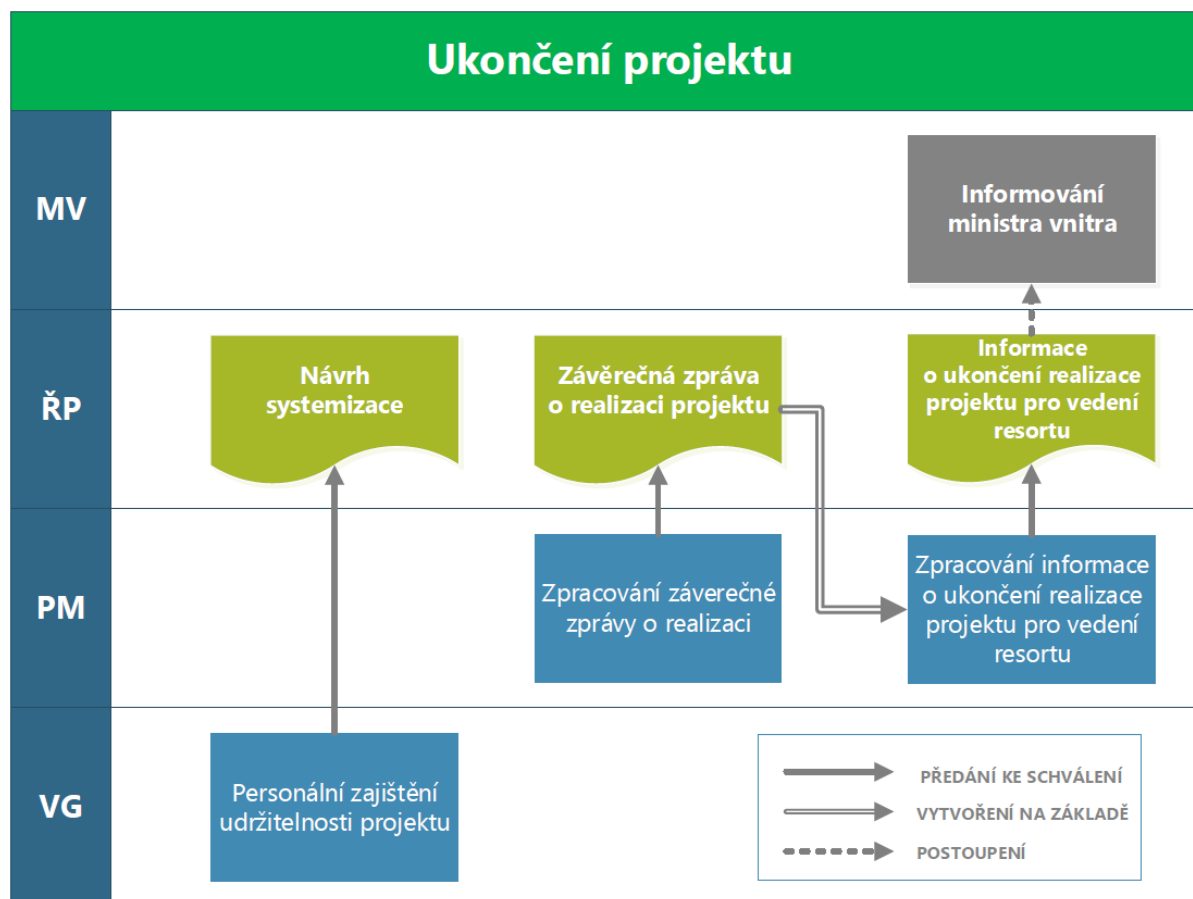 Ukončení projektu
MV
Informování
ministra vnitra
ŘP
Návrh
systemizace
Závěrečná zpráva
o realizaci projektu
Informace
o ukončení realizace
projektu pro vedení
resortu
PM
Zpracování záverečné
zprávy o realizaci
Zpracování informace
o ukončení realizace
projektu pro vedení
resortu
VG
Personální zajištění
udržitelnosti projektu
PŘEDÁNÍ KE SCHVÁLENÍ
VYTVOŘENÍ NA ZÁKLADĚ
POSTOUPENÍ